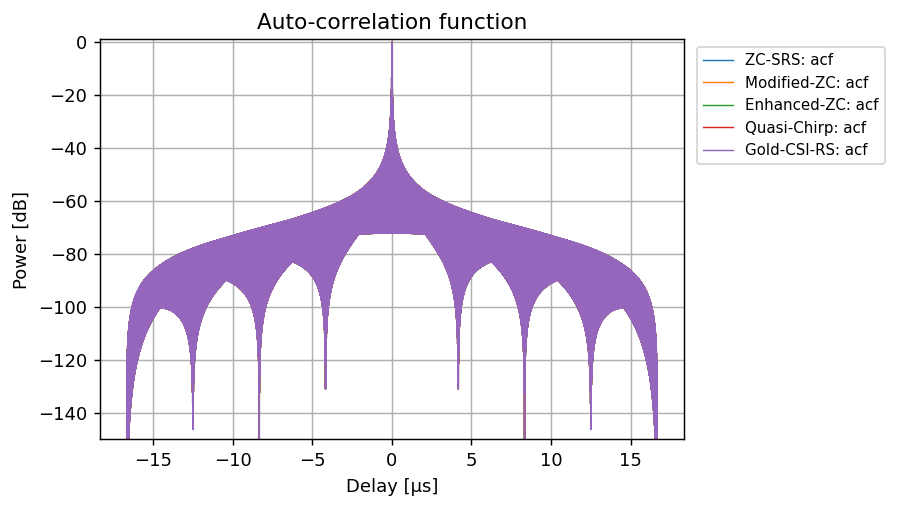 Auto-correlation function
0
−20
−40
−60
−80
−100
−120
−140
Power [dB]
−15
−10
−5
0
5
10
15
Delay [μs]
ZC-SRS: acf
Modified-ZC: acf
Enhanced-ZC: acf
Quasi-Chirp: acf
Gold-CSI-RS: acf